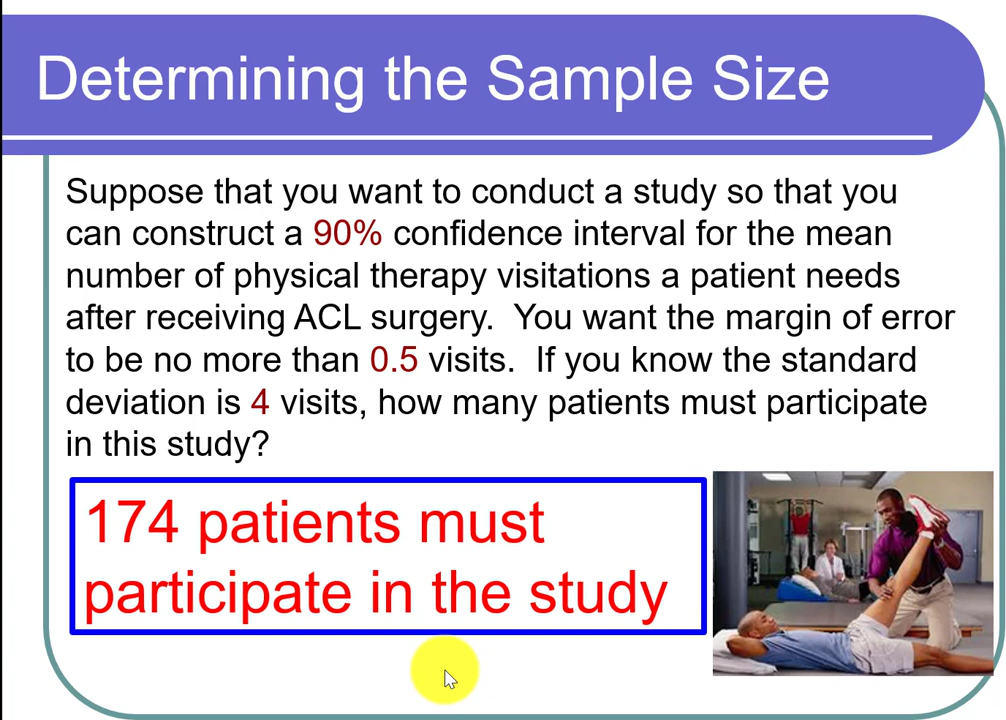 Determining the Sample Size
Suppose that you want to conduct a study so that you
can construct a 90% confidence interval for the mean
number of physical therapy visitations a patient needs
after receiving ACL surgery.  You want the margin of error
to be no more than 0.5 visits.  If you know the standard
deviation is 4 visits, how many patients must participate
in this study?
174 patients must
participate in the study